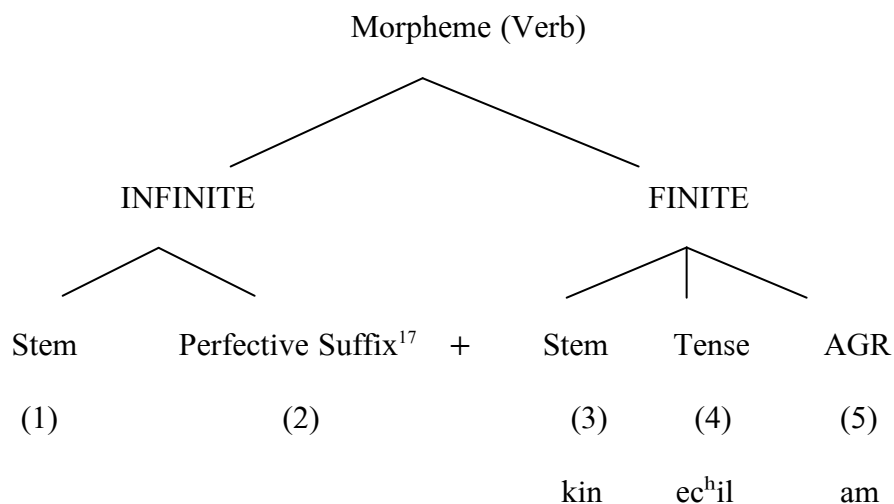 Morpheme (Verb)
INFINITE FINITE
Stem Perfective Suffix¹⁷ + Stem Tense AGR
(1) (2) (3) (4) (5)
kin ecʰil am